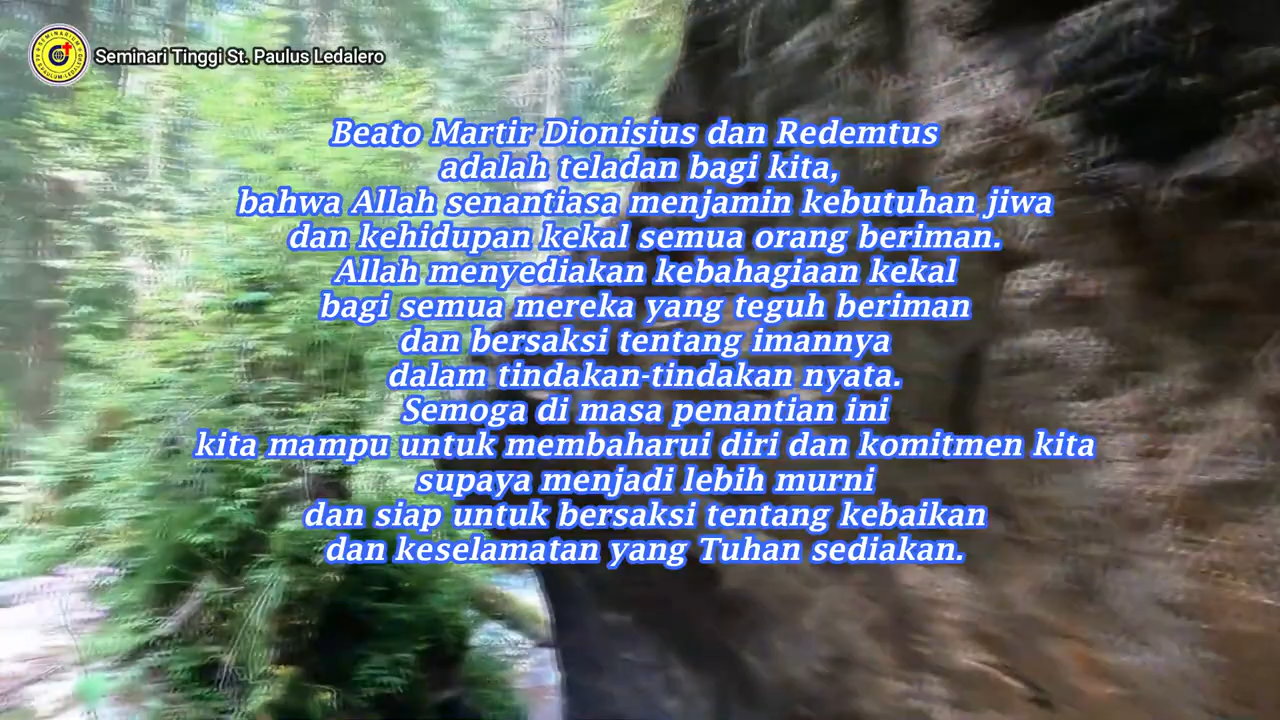 Seminari Tinggi St. Paulus Ledalero
Beato Martir Dionisius dan Redemtus
adalah teladan bagi kita,
bahwa Allah senantiasa menjamin kebutuhan jiwa
dan kehidupan kekal semua orang beriman.
Allah menyediakan kebahagiaan kekal
bagi semua mereka yang teguh beriman
dan bersaksi tentang imannya
dalam tindakan-tindakan nyata.
Semoga di masa penantian ini
kita mampu untuk membaharui diri dan komitmen kita
supaya menjadi lebih murni
dan siap untuk bersaksi tentang kebaikan
dan keselamatan yang Tuhan sediakan.